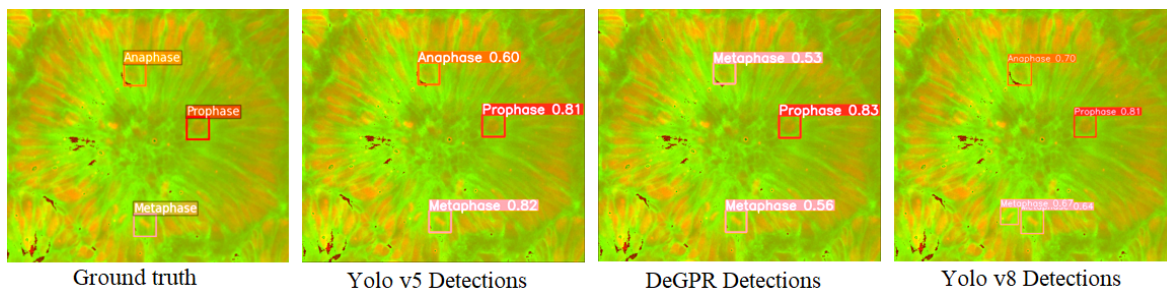 Anaphase
Prophase
Metaphase
Ground truth
Anaphase 0.60
Prophase 0.81
Metaphase 0.82
Yolo v5 Detections
Metaphase 0.53
Prophase 0.83
Metaphase 0.56
DeGPR Detections
Anaphase 0.70
Prophase 0.81
Metaphase 0.67
0.64
Yolo v8 Detections